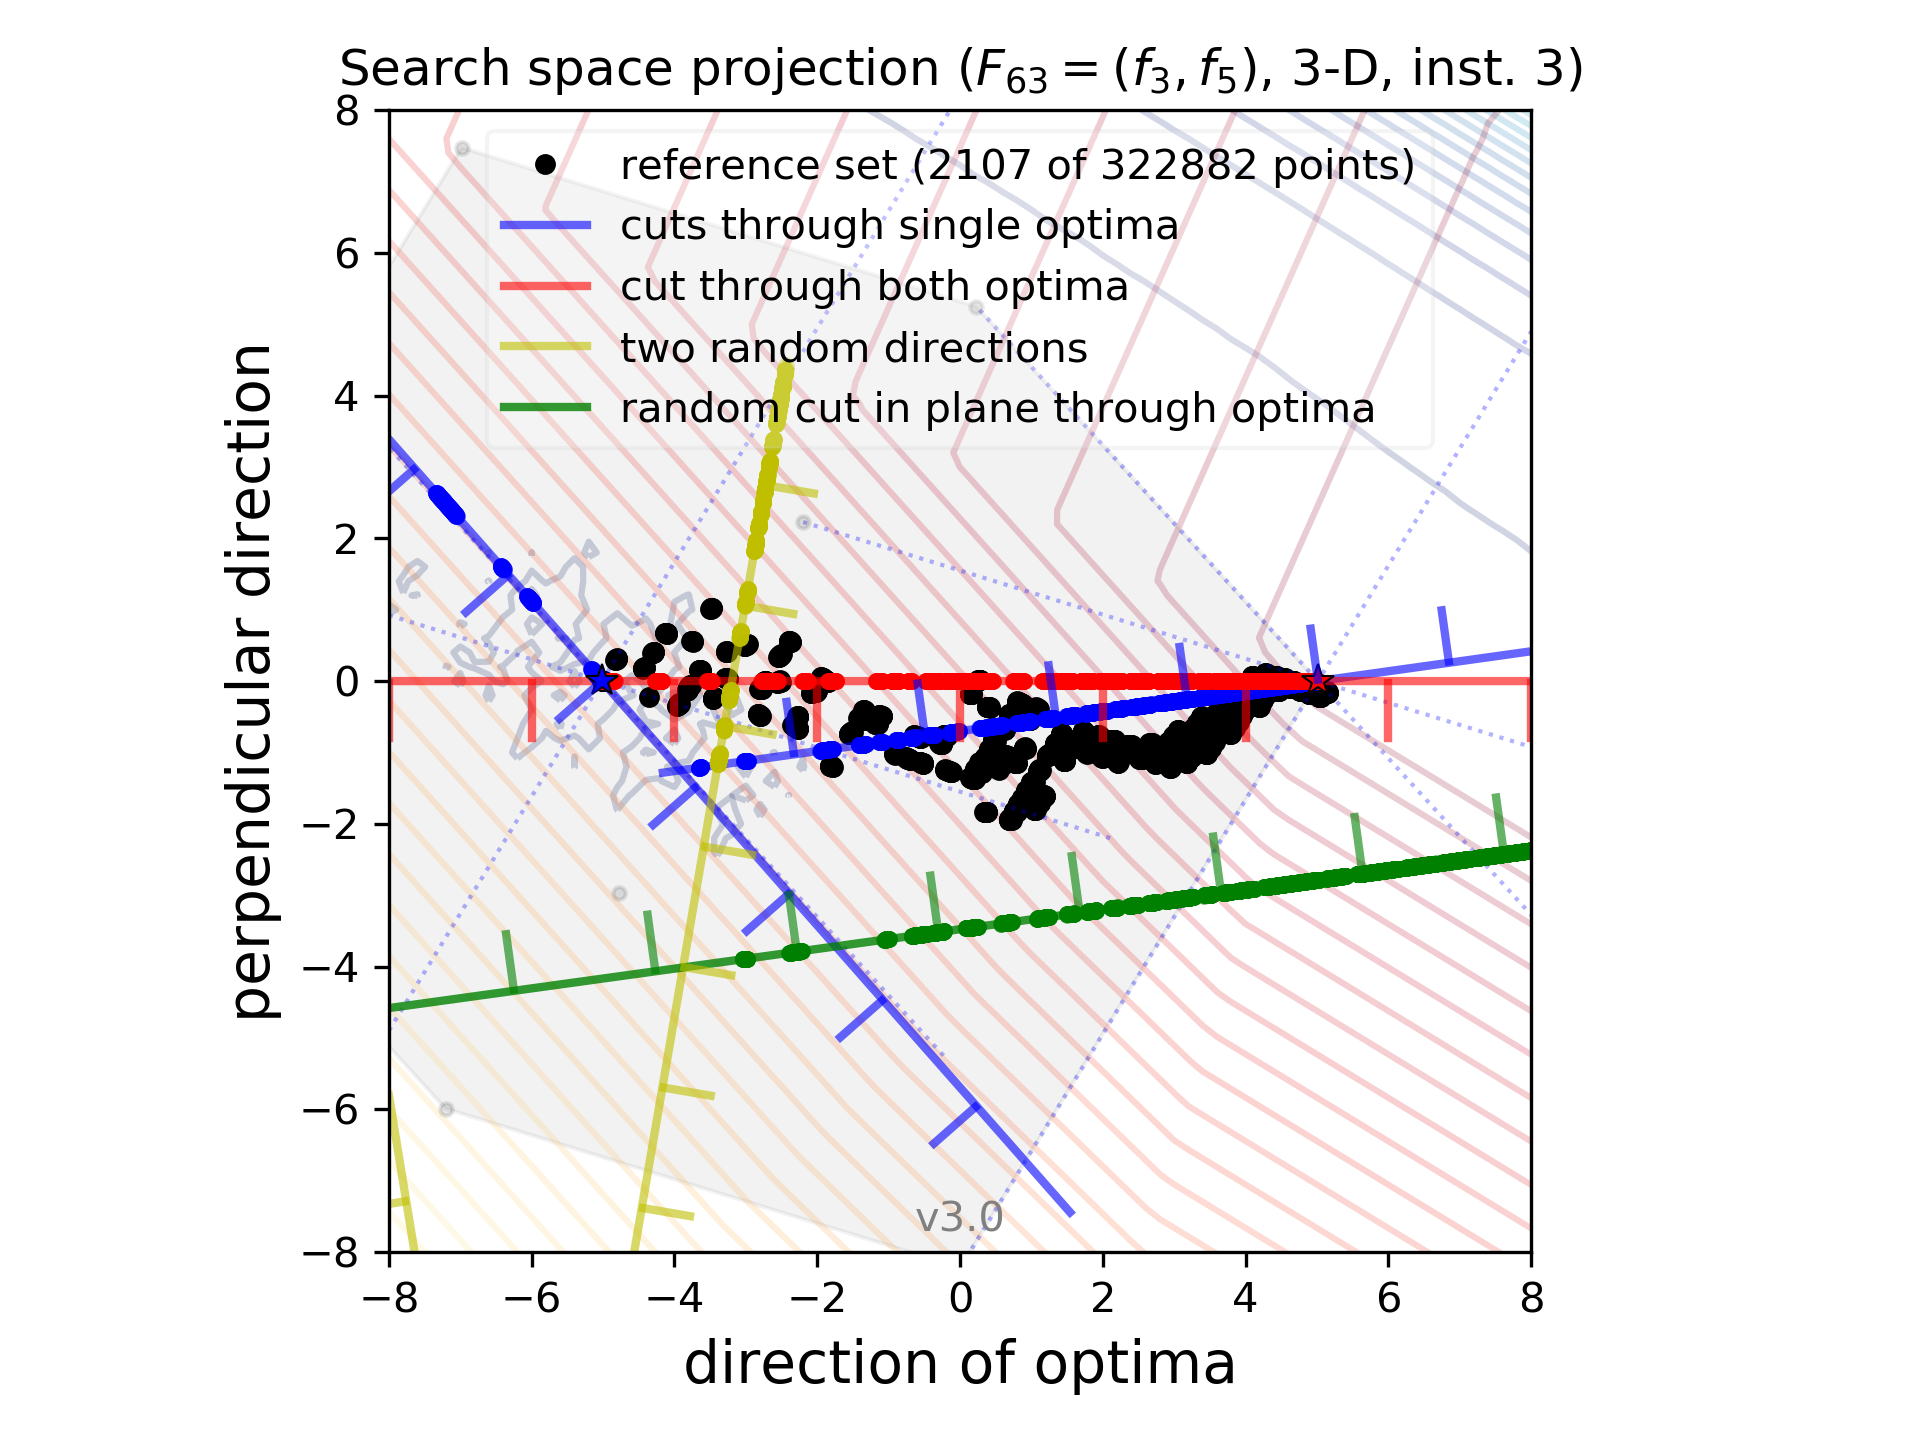 Search space projection (F₆₃ = (f₃, f₅), 3-D, inst. 3)
reference set (2107 of 322882 points)
cuts through single optima
cut through both optima
two random directions
random cut in plane through optima
perpendicular direction
8
6
4
2
0
−2
−4
−6
−8
v3.0
−8 −6 −4 −2 0 2 4 6 8
direction of optima